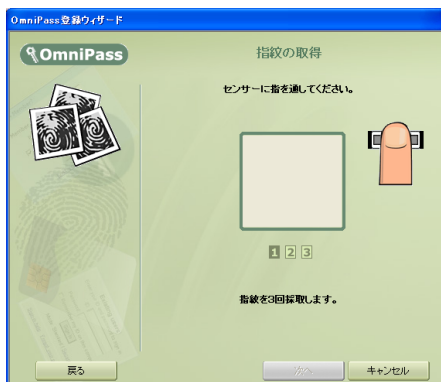 OmniPass登録ウィザード
OmniPass
指紋の取得
センサーに指を通してください。
1 2 3
指紋を3回採取します。
戻る
次へ
キャンセル